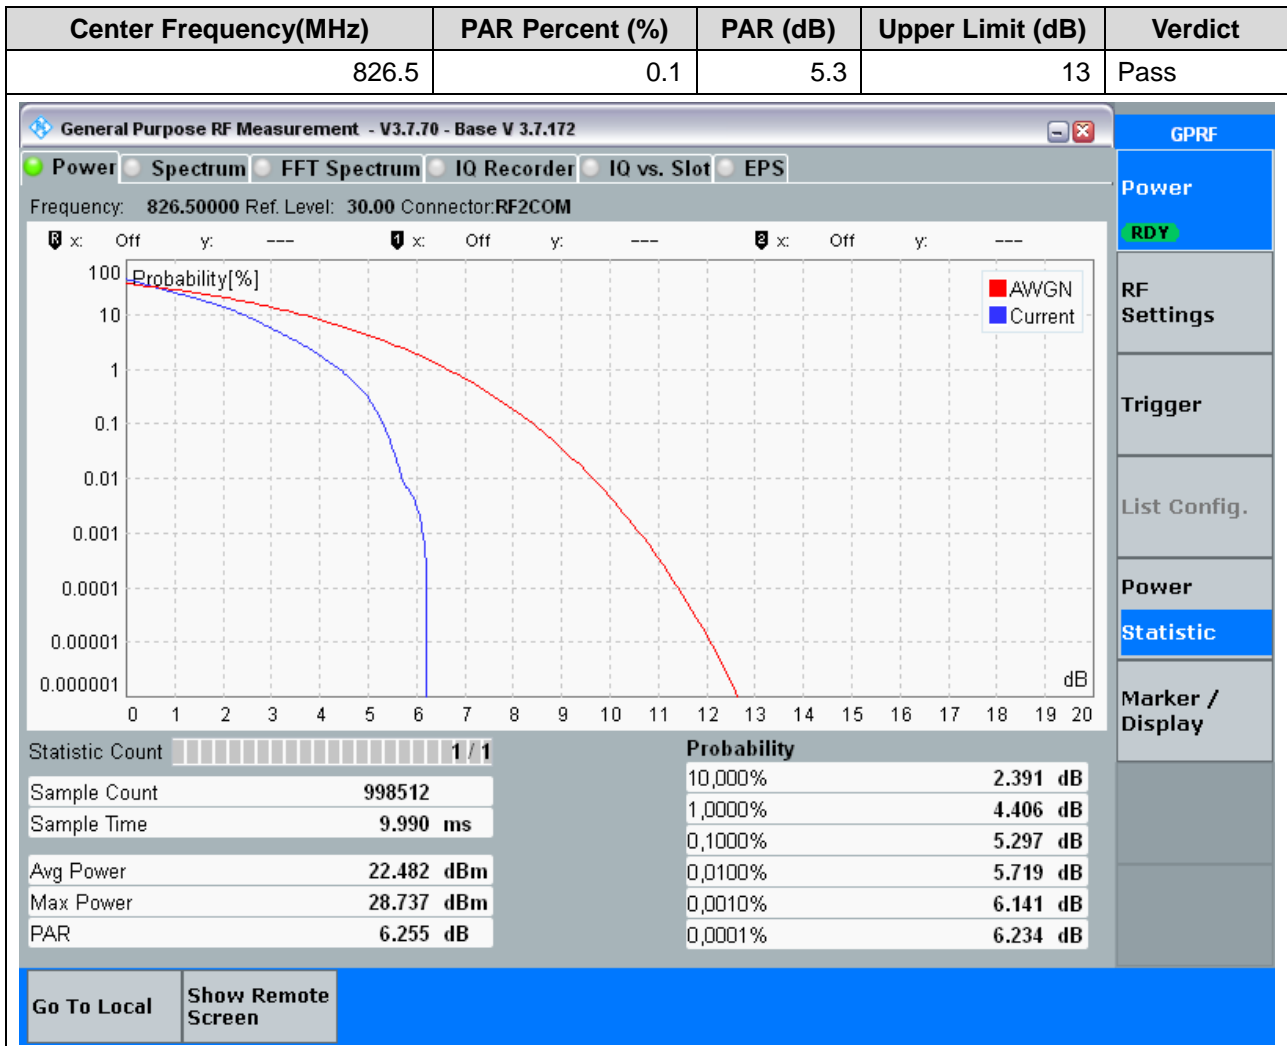 Center Frequency(MHz) PAR Percent (%) PAR (dB) Upper Limit (dB) Verdict
826.5 0.1 5.3 13 Pass
General Purpose RF Measurement - V3.7.70 - Base V 3.7.172
GPRF
Power Spectrum FFT Spectrum IQ Recorder IQ vs. Slot EPS
Power
RDY
Frequency: 826.50000 Ref. Level: 30.00 Connector:RF2COM
R x: Off y: --- 1 x: Off y: --- 2 x: Off y: ---
Probability[%]
AWGN
Current
100
10
1
0.1
0.01
0.001
0.0001
0.00001
0.000001
dB
0 1 2 3 4 5 6 7 8 9 10 11 12 13 14 15 16 17 18 19 20
RF
Settings
Trigger
List Config.
Power
Statistic
Marker /
Display
Statistic Count 1 / 1
Sample Count 998512
Sample Time 9.990 ms
Avg Power 22.482 dBm
Max Power 28.737 dBm
PAR 6.255 dB
Probability
10,000% 2.391 dB
1,0000% 4.406 dB
0,1000% 5.297 dB
0,0100% 5.719 dB
0,0010% 6.141 dB
0,0001% 6.234 dB
Go To Local
Show Remote
Screen